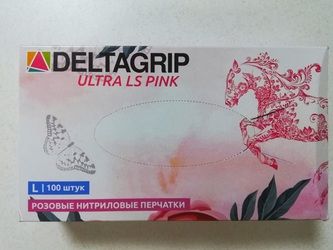 DELTAGRIP
ULTRA LS PINK
L | 100 штук
РОЗОВЫЕ НИТРИЛОВЫЕ ПЕРЧАТКИ